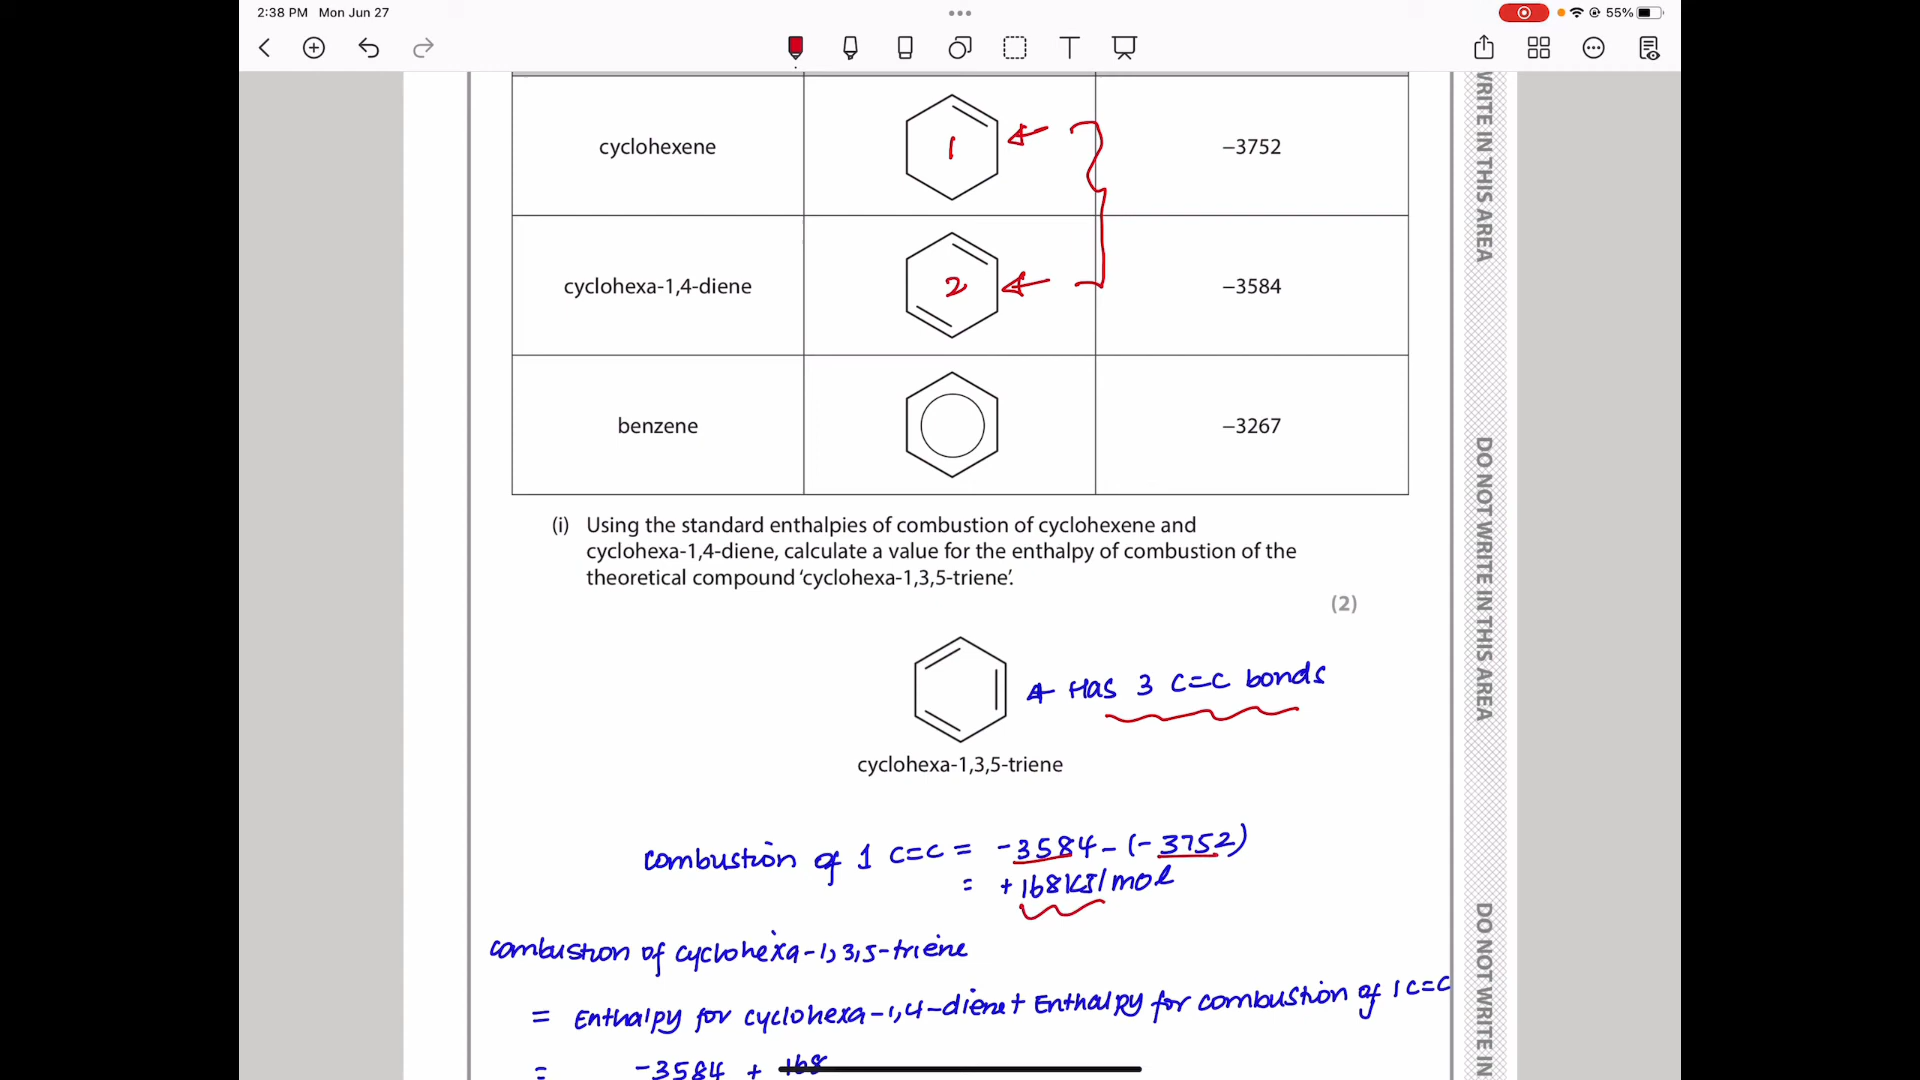 2:38 PM Mon Jun 27
55%
cyclohexene
1
−3752
cyclohexa-1,4-diene
2
−3584
benzene
−3267
(i) Using the standard enthalpies of combustion of cyclohexene and
cyclohexa-1,4-diene, calculate a value for the enthalpy of combustion of the
theoretical compound ‘cyclohexa-1,3,5-triene’.
(2)
Has 3 C=C bonds
cyclohexa-1,3,5-triene
combustion of 1 C=C = -3584-(-3752)
= +168KJ/mol
combustion of cyclohexa-1,3,5-triene
= Enthalpy for cyclohexa-1,4-diene + Enthalpy for combustion of 1 C=C
= -3584 + 168
WRITE IN THIS AREA
DO NOT WRITE IN THIS AREA
DO NOT WRITE IN